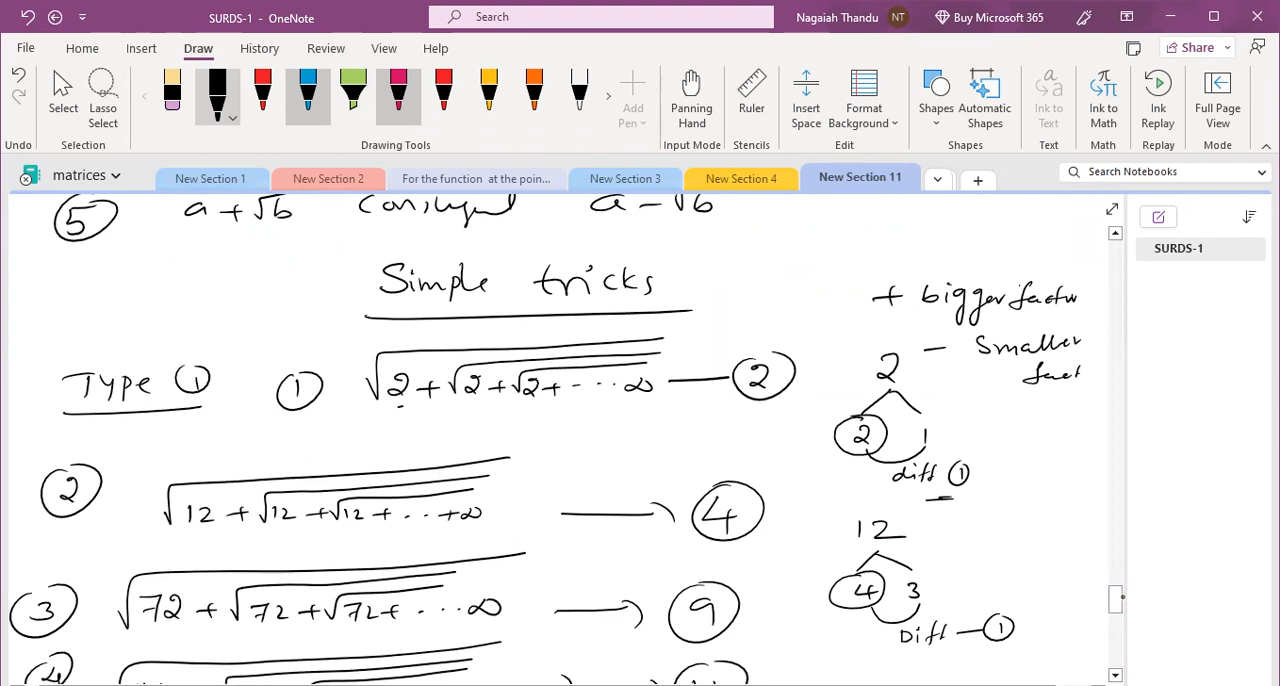 SURDS-1 - OneNote
Search
Nagaiah Thandu NT
Buy Microsoft 365
File Home Insert Draw History Review View Help
Share
Select
Lasso Select
Add Pen
Panning Hand
Ruler
Insert Space
Format Background
Shapes
Automatic Shapes
Ink to Text
Ink to Math
Ink Replay
Full Page View
Undo Selection Drawing Tools Input Mode Stencils Edit Shapes Text Math Replay Mode
matrices New Section 1 New Section 2 For the function at the poin... New Section 3 New Section 4 New Section 11 + Search Notebooks
SURDS-1
5 a + √b a - √b
Simple tricks
+ bigger factor
- Smaller
Type 1 1 √2 + √2 + √2 + ... ∞ — 2
2
2 1
diff 1
2 √12 + √12 + √12 + ... + ∞ → 4
12
4 3
Diff — 1
3 √72 + √72 + √72 + ... ∞ → 9
4